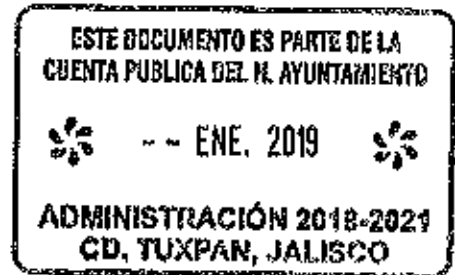 ESTE DOCUMENTO ES PARTE DE LA
CUENTA PUBLICA DEL H. AYUNTAMIENTO
-- ENE. 2019
ADMINISTRACIÓN 2018-2021
CD. TUXPAN, JALISCO